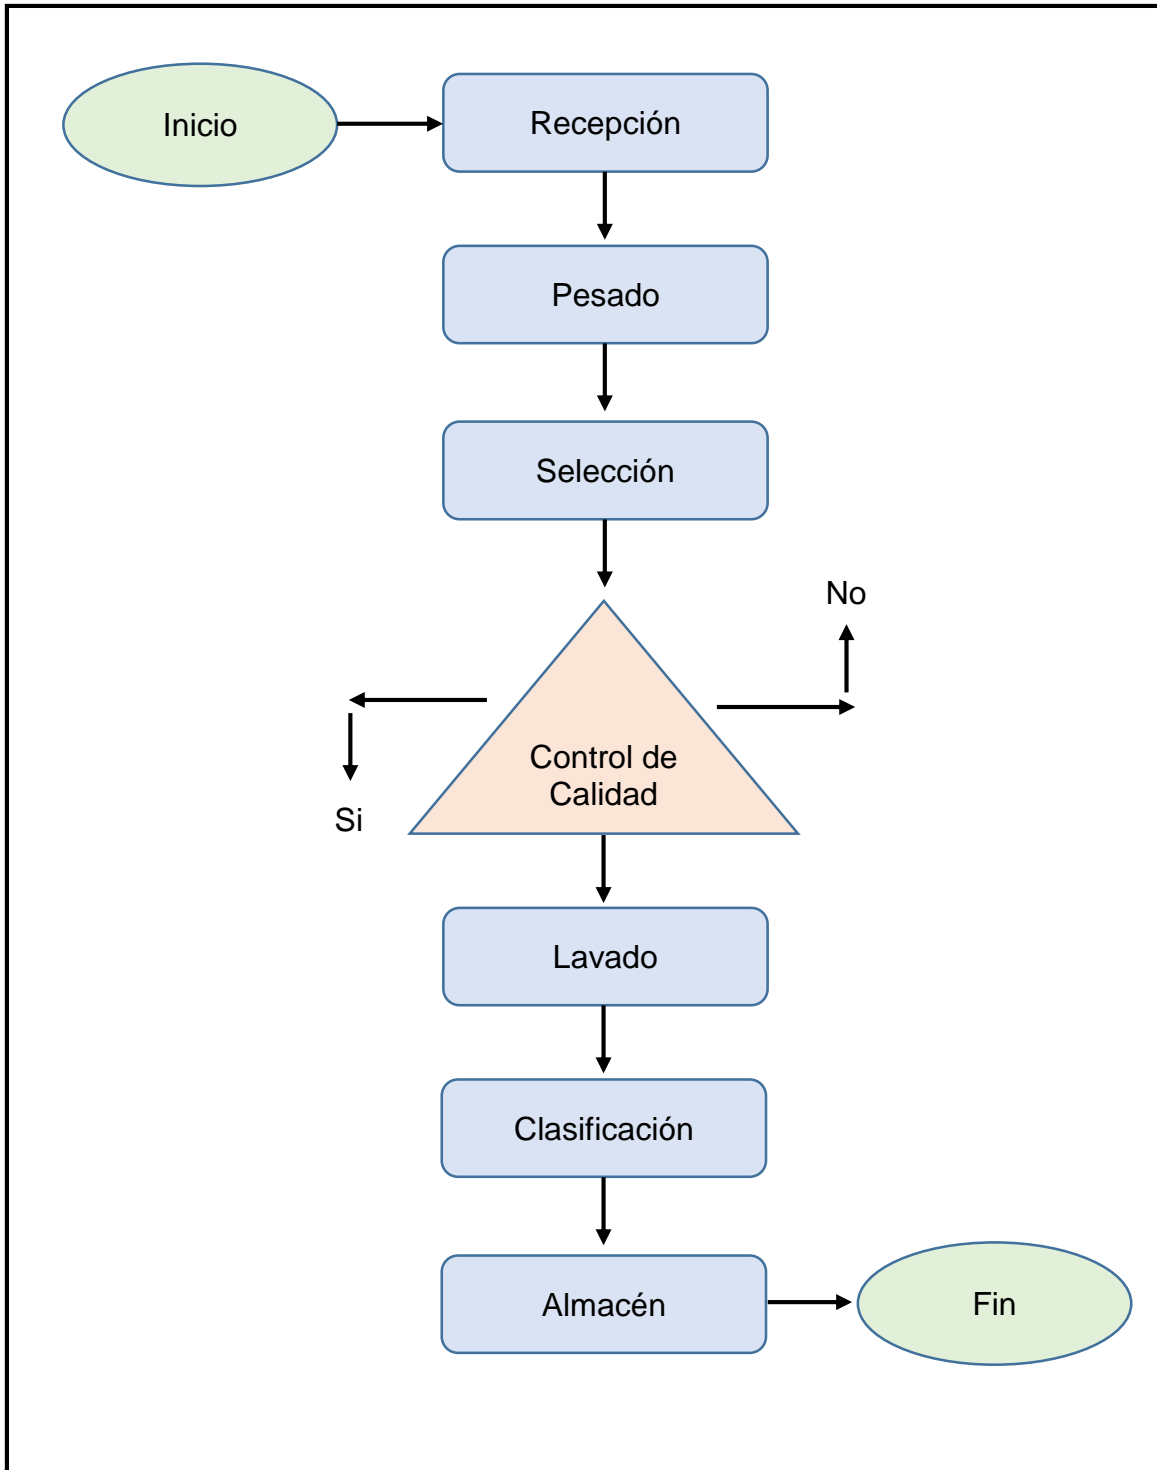 Inicio
Recepción
Pesado
Selección
No
Control de
Calidad
Si
Lavado
Clasificación
Almacén
Fin